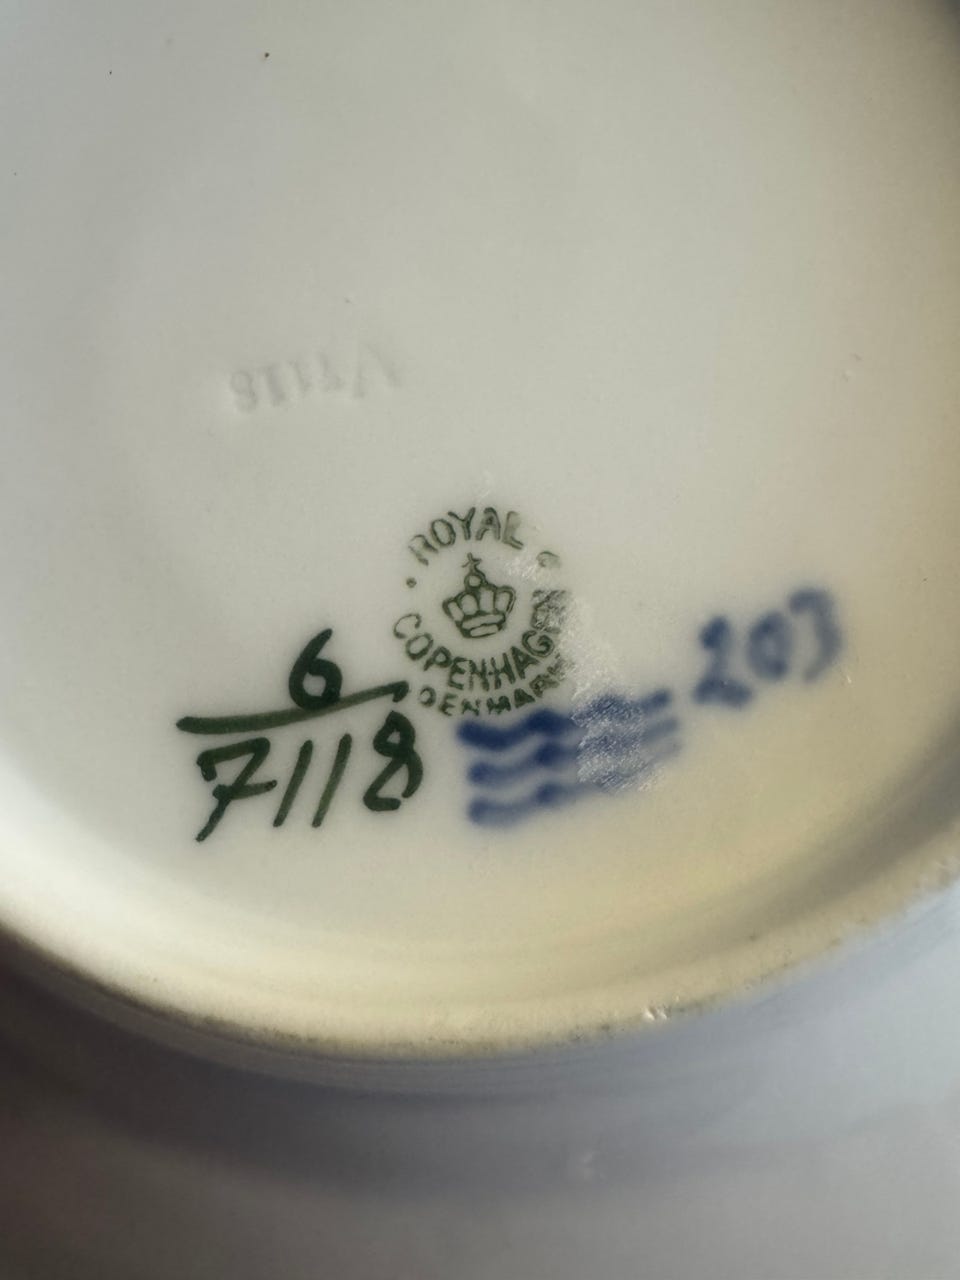 ROYAL
COPENHAGEN
DENMARK
6
7118
203